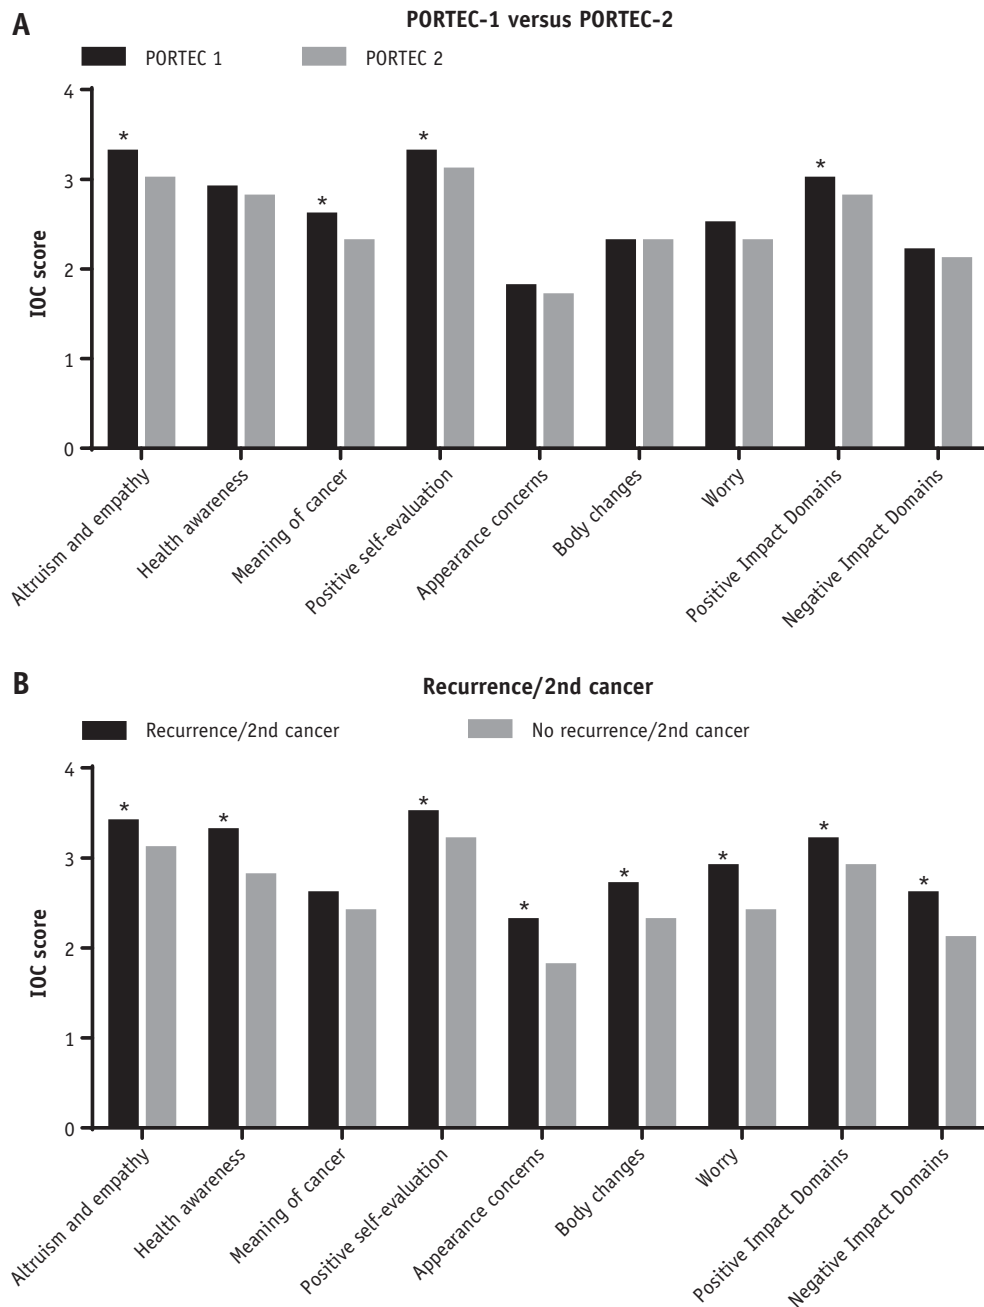 A
PORTEC-1 versus PORTEC-2
PORTEC 1
PORTEC 2
4
3
2
1
0
IOC score
*
*
*
*
Altruism and empathy
Health awareness
Meaning of cancer
Positive self-evaluation
Appearance concerns
Body changes
Worry
Positive Impact Domains
Negative Impact Domains
B
Recurrence/2nd cancer
Recurrence/2nd cancer
No recurrence/2nd cancer
4
3
2
1
0
IOC score
*
*
*
*
*
*
*
*
Altruism and empathy
Health awareness
Meaning of cancer
Positive self-evaluation
Appearance concerns
Body changes
Worry
Positive Impact Domains
Negative Impact Domains